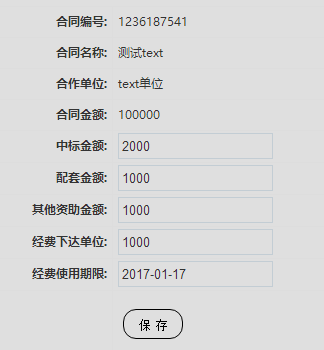 合同编号: 1236187541
合同名称: 测试text
合作单位: text单位
合同金额: 100000
中标金额: 2000
配套金额: 1000
其他资助金额: 1000
经费下达单位: 1000
经费使用期限: 2017-01-17
保 存